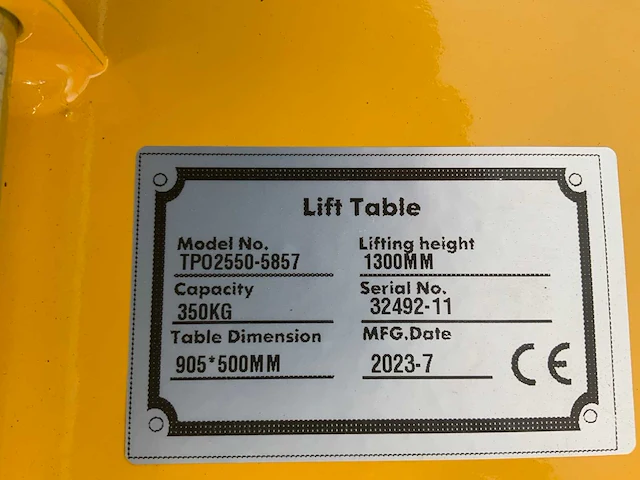 Lift Table
Model No. Lifting height
TP02550-5857 1300MM
Capacity Serial No.
350KG 32492-11
Table Dimension MFG.Date
905*500MM 2023-7
CE